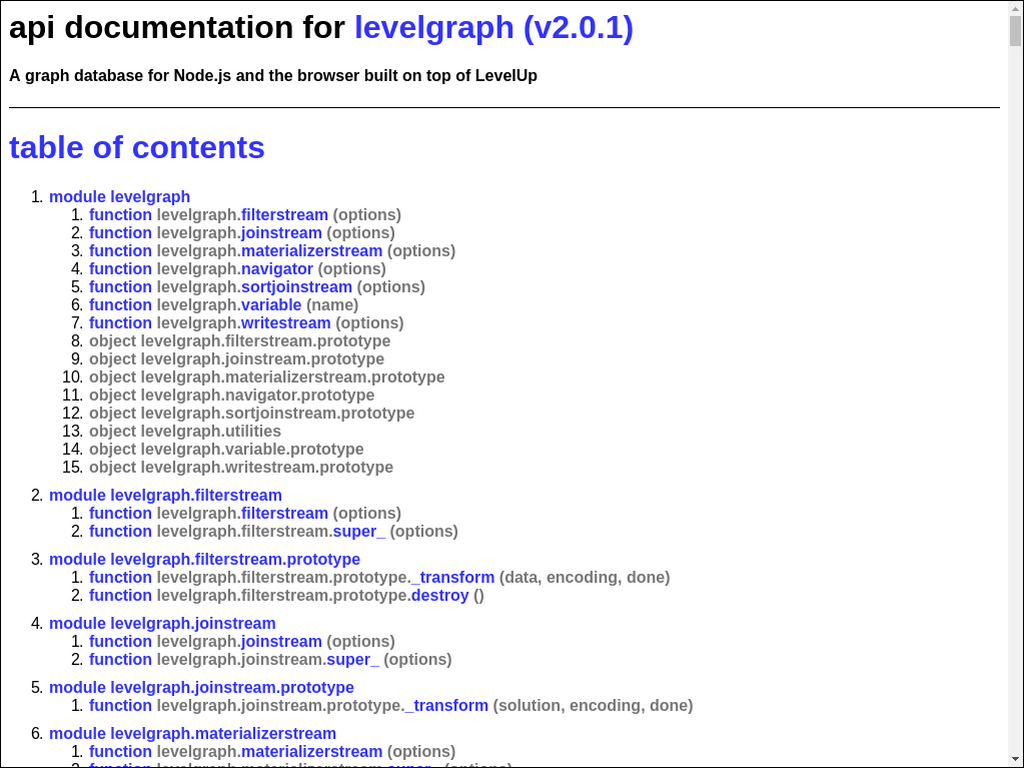 api documentation for levelgraph (v2.0.1)
A graph database for Node.js and the browser built on top of LevelUp
table of contents
1. module levelgraph
1. function levelgraph.filterstream (options)
2. function levelgraph.joinstream (options)
3. function levelgraph.materializerstream (options)
4. function levelgraph.navigator (options)
5. function levelgraph.sortjoinstream (options)
6. function levelgraph.variable (name)
7. function levelgraph.writestream (options)
8. object levelgraph.filterstream.prototype
9. object levelgraph.joinstream.prototype
10. object levelgraph.materializerstream.prototype
11. object levelgraph.navigator.prototype
12. object levelgraph.sortjoinstream.prototype
13. object levelgraph.utilities
14. object levelgraph.variable.prototype
15. object levelgraph.writestream.prototype
2. module levelgraph.filterstream
1. function levelgraph.filterstream (options)
2. function levelgraph.filterstream.super_ (options)
3. module levelgraph.filterstream.prototype
1. function levelgraph.filterstream.prototype._transform (data, encoding, done)
2. function levelgraph.filterstream.prototype.destroy ()
4. module levelgraph.joinstream
1. function levelgraph.joinstream (options)
2. function levelgraph.joinstream.super_ (options)
5. module levelgraph.joinstream.prototype
1. function levelgraph.joinstream.prototype._transform (solution, encoding, done)
6. module levelgraph.materializerstream
1. function levelgraph.materializerstream (options)
2. function levelgraph.materializerstream.super_ (options)